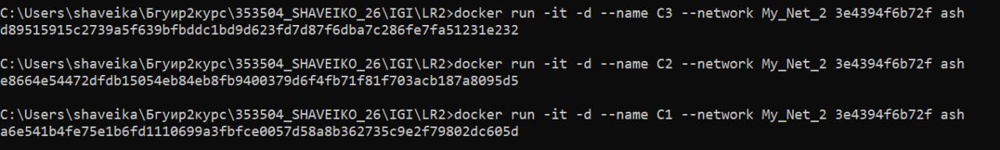 C:\Users\shaveika\Бгуир2курс\353504_SHAVEIKO_26\IGI\LR2>docker run -it -d --name C3 --network My_Net_2 3e4394f6b72f ash
d89515915c2739a5f639bfbddc1bd9d623fd7d87f6dba7c286fe7fa51231e232
C:\Users\shaveika\Бгуир2курс\353504_SHAVEIKO_26\IGI\LR2>docker run -it -d --name C2 --network My_Net_2 3e4394f6b72f ash
e8664e54472dfdb15054eb84eb8fb9400379d6f4fb71f81f703acb187a8095d5
C:\Users\shaveika\Бгуир2курс\353504_SHAVEIKO_26\IGI\LR2>docker run -it -d --name C1 --network My_Net_2 3e4394f6b72f ash
a6e541b4fe75e1b6fd1110699a3fbfce0057d58a8b362735c9e2f79802dc605d